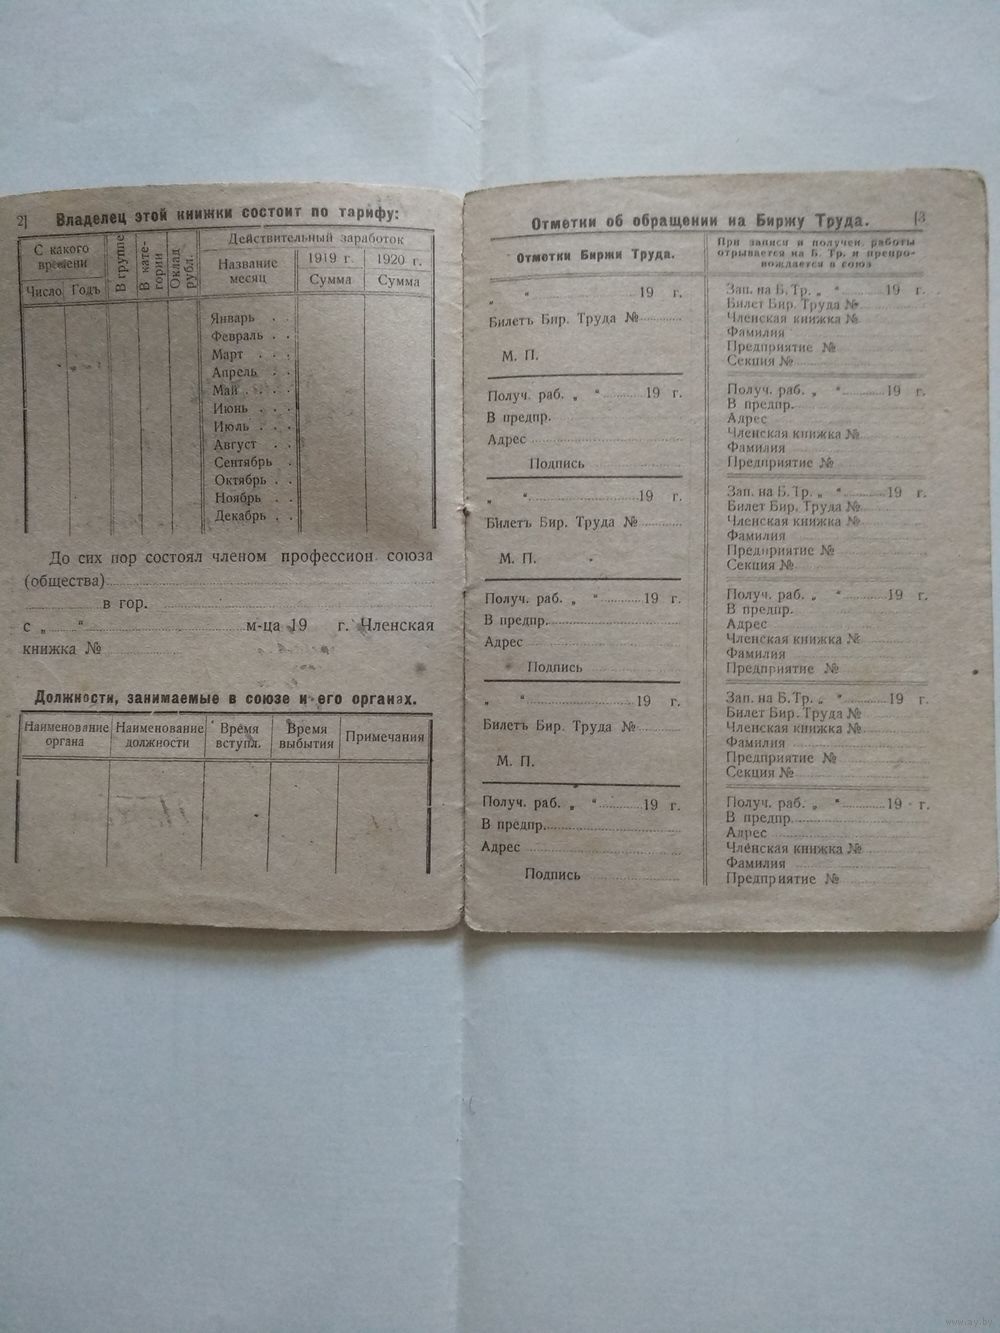 2]
Владелец этой книжки состоит по тарифу:
С какого времени
Число
Годъ
В группе
В кате-гории
Оклад рубл.
Действительный заработок
Название месяц
1919 г.
Сумма
1920 г.
Сумма
Январь . .
Февраль . .
Март . . .
Апрель . .
Май . . . .
Июнь . . .
Июль . . .
Август . .
Сентябрь .
Октябрь . .
Ноябрь . .
Декабрь . .
До сих пор состоял членом профессион. союза
(общества)
в гор.
с „ “ м-ца 19 г. Членская
книжка №
Должности, занимаемые в союзе и его органах.
Наименование органа
Наименование должности
Время вступл.
Время выбытия
Примечания
[3
Отметки об обращении на Биржу Труда.
Отметки Биржи Труда.
„ “ 19 г.
Билетъ Бир. Труда №
М. П.
Получ. раб. „ “ 19 г.
В предпр.
Адрес
Подпись
„ “ 19 г.
Билетъ Бир. Труда №
М. П.
Получ. раб. „ “ 19 г.
В предпр.
Адрес
Подпись
„ “ 19 г.
Билетъ Бир. Труда №
М. П.
Получ. раб. „ “ 19 г.
В предпр.
Адрес
Подпись
При записи и получен. работы
отрывается на Б. Тр. и препро-
вождается в союз
Зап. на Б. Тр. „ “ 19 г.
Билет Бир. Труда №
Членская книжка №
Фамилия
Предприятие №
Секция №
Получ. раб. „ “ 19 г.
В предпр.
Адрес
Членская книжка №
Фамилия
Предприятие №
Зап. на Б. Тр. „ “ 19 г.
Билет Бир. Труда №
Членская книжка №
Фамилия
Предприятие №
Секция №
Получ. раб. „ “ 19 г.
В предпр.
Адрес
Членская книжка №
Фамилия
Предприятие №
Зап. на Б. Тр. „ “ 19 г.
Билет Бир. Труда №
Членская книжка №
Фамилия
Предприятие №
Секция №
Получ. раб. „ “ 19 г.
В предпр.
Адрес
Членская книжка №
Фамилия
Предприятие №
www.ay.by